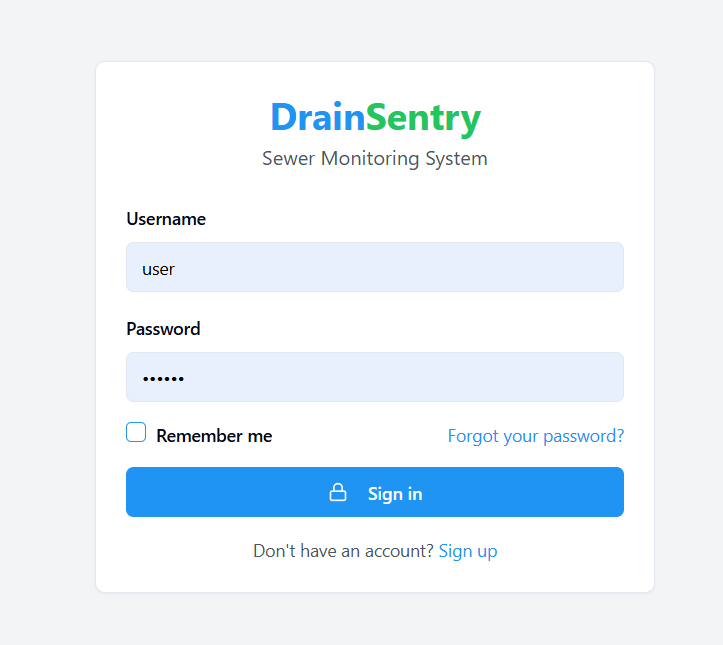 DrainSentry
Sewer Monitoring System
Username
user
Password
••••••
Remember me
Forgot your password?
Sign in
Don't have an account? Sign up